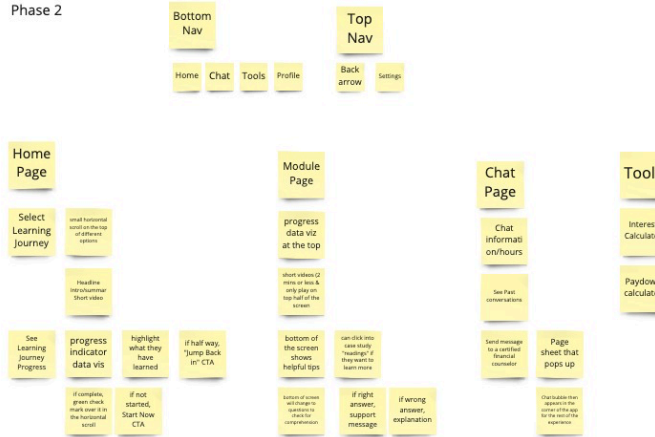 Phase 2
Bottom
Nav
Top
Nav
Home
Chat
Tools
Profile
Back
arrow
Settings
Home
Page
Module
Page
Chat
Page
Tool
Select
Learning
Journey
small horizontal
scroll on the top
of different
options
progress
data viz
at the top
Chat
informati
on/hours
Interes
Calculat
Headline
Intro/summar
Short video
short videos (2
mins or less &
only play on
top half of the
screen
See Past
conversations
Paydow
calculat
See
Learning
Journey
Progress
progress
indicator
data vis
highlight
what they
have
learned
if half way,
"Jump Back
in" CTA
bottom of
the screen
shows
helpful tips
can click into
case study
"readings" if
they want to
learn more
Send message
to a certified
financial
counselor
Page
sheet that
pops up
if complete,
green check
mark over it in
the horizontal
scroll
if not
started,
Start Now
CTA
bottom of screen
will change to
questions to
check for
comprehension
if right
answer,
support
message
if wrong
answer,
explanation
Chat bubble then
appears in the
corner of the app
for the rest of the
experience